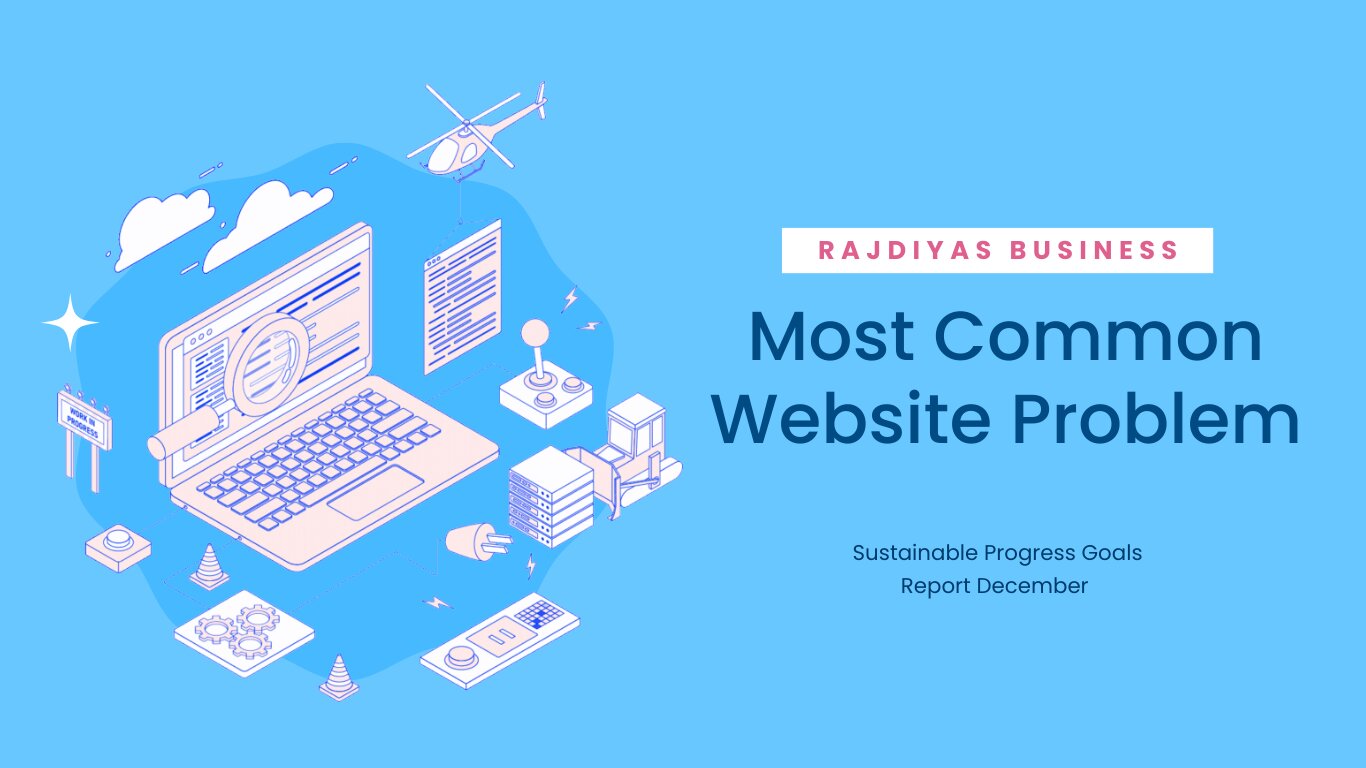 RAJDIYAS BUSINESS
Most Common
Website Problem
Sustainable Progress Goals
Report December
WORK IN
PROGRESS